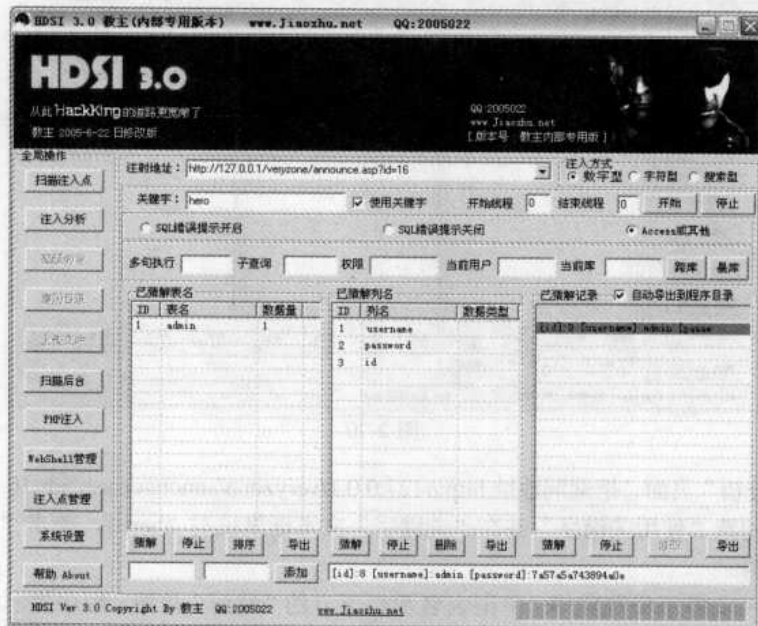 HDSI 3.0 教主(内部专用版本) www.Jiaozhu.net QQ:2005022
HDSI 3.0
从此HackKing的道路更宽敞了
教主 2005-6-22 日修改版
QQ:2005022
www.Jiaozhu.net
[ 版本号 教主内部专用版 ]
全局操作
扫描注入点
注入分析
扫描后台
PHP注入
WebShell管理
注入点管理
系统设置
帮助 About
注射地址： http://127.0.0.1/veryzone/announce.asp?id=16
注入方式
数字型 字符型 搜索型
关键字： hero 使用关键字 开始线程 0 结束线程 0 开始 停止
SQL错误提示开启 SQL错误提示关闭 Access或其他
多句执行 子查询 权限 当前用户 当前库 跨库 暴库
已猜解表名
ID 表名 数据量
1 admin 1
已猜解列名
ID 列名 数据类型
1 username
2 password
3 id
已猜解记录 自动导出到程序目录
猜解 停止 排序 导出
猜解 停止 删除 导出
猜解 停止 导出
添加
[id]:8 [username]:admin [password]:7a57a5a743894a0e
HDSI Ver 3.0 Copyright By 教主 QQ:2005022 www.Jiaozhu.net